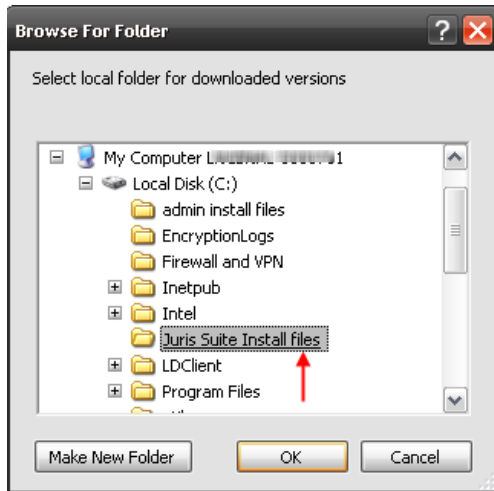 Browse For Folder
Select local folder for downloaded versions
My Computer
Local Disk (C:)
admin install files
EncryptionLogs
Firewall and VPN
Inetpub
Intel
Juris Suite Install files
LDClient
Program Files
Make New Folder OK Cancel